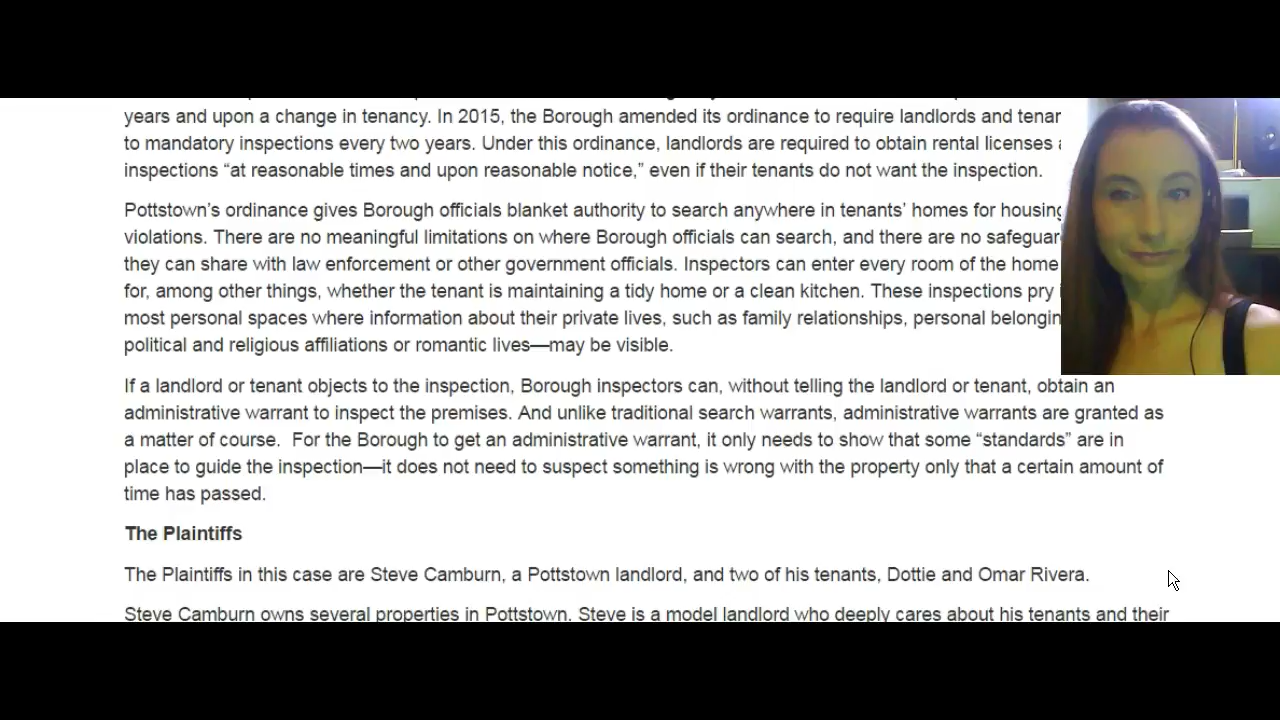 years and upon a change in tenancy. In 2015, the Borough amended its ordinance to require landlords and
to mandatory inspections every two years. Under this ordinance, landlords are required to obtain rental licenses
inspections “at reasonable times and upon reasonable notice,” even if their tenants do not want the inspection.
Pottstown’s ordinance gives Borough officials blanket authority to search anywhere in tenants’ homes for housing
violations. There are no meaningful limitations on where Borough officials can search, and there are no
they can share with law enforcement or other government officials. Inspectors can enter every room of the home
for, among other things, whether the tenant is maintaining a tidy home or a clean kitchen. These inspections pry
most personal spaces where information about their private lives, such as family relationships, personal
political and religious affiliations or romantic lives—may be visible.
If a landlord or tenant objects to the inspection, Borough inspectors can, without telling the landlord or tenant, obtain an
administrative warrant to inspect the premises. And unlike traditional search warrants, administrative warrants are granted as
a matter of course.  For the Borough to get an administrative warrant, it only needs to show that some “standards” are in
place to guide the inspection—it does not need to suspect something is wrong with the property only that a certain amount of
time has passed.
The Plaintiffs
The Plaintiffs in this case are Steve Camburn, a Pottstown landlord, and two of his tenants, Dottie and Omar Rivera.
Steve Camburn owns several properties in Pottstown. Steve is a model landlord who deeply cares about his tenants and their